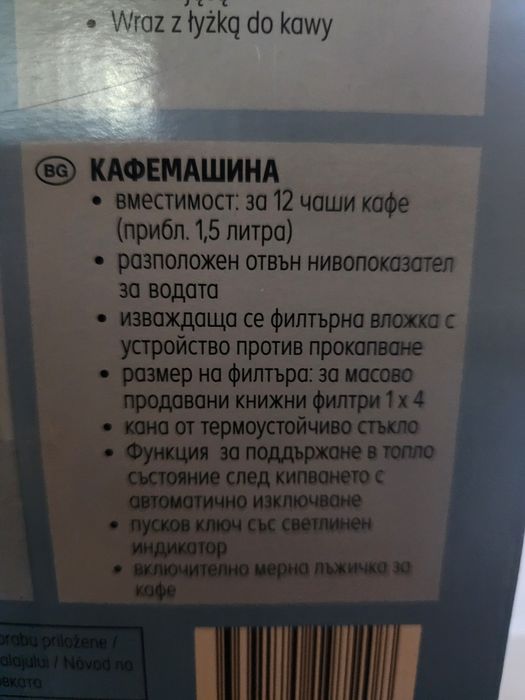 • Wraz z łyżką do kawy
BG КАФЕМАШИНА
• вместимост: за 12 чаши кафе
(прибл. 1,5 литра)
• разположен отвън нивопоказател
за водата
• изваждаща се филтърна вложка с
устройство против прокапване
• размер на филтъра: за масово
продавани книжни филтри 1 x 4
• кана от термоустойчиво стъкло
• Функция за поддържане в топло
състояние след кипването с
автоматично изключване
• пусков ключ със светлинен
индикатор
• включително мерна лъжичка за
кафе
priložene /
/ Návod na